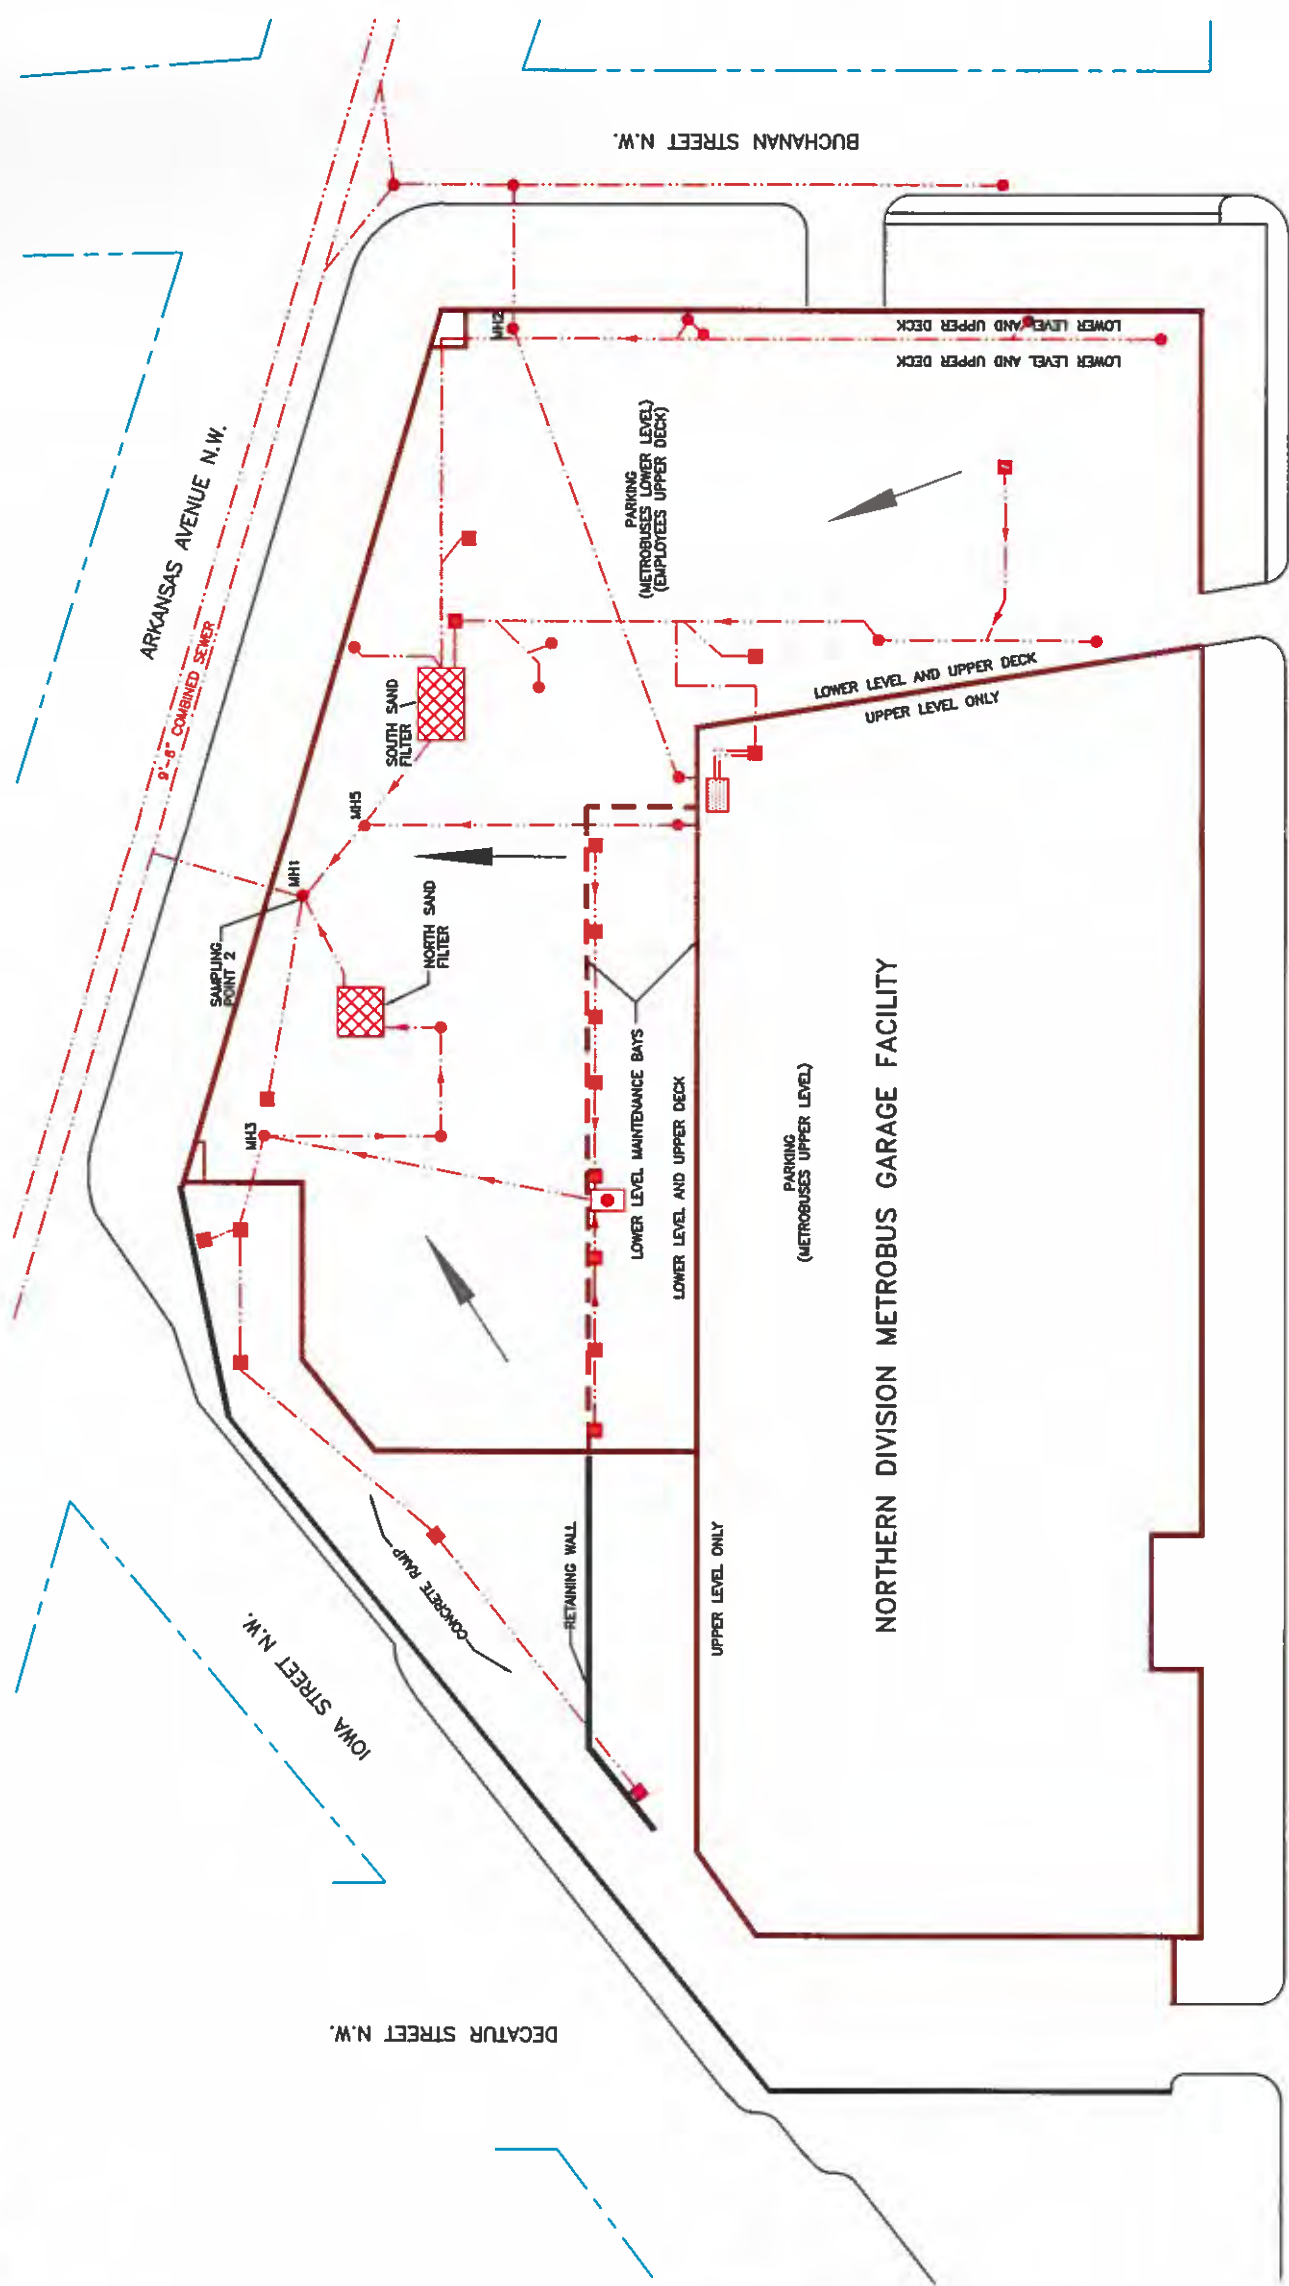 BUCHANAN STREET N.W.
ARKANSAS AVENUE N.W.
9'-6" COMBINED SEWER
MH2
LOWER LEVEL AND UPPER DECK
LOWER LEVEL AND UPPER DECK
PARKING
(METROBUSES LOWER LEVEL)
(EMPLOYEES UPPER DECK)
SOUTH SAND
FILTER
LOWER LEVEL AND UPPER DECK
UPPER LEVEL ONLY
MH5
MH1
SAMPLING
POINT 2
NORTH SAND
FILTER
MH3
LOWER LEVEL MAINTENANCE BAYS
LOWER LEVEL AND UPPER DECK
PARKING
(METROBUSES UPPER LEVEL)
NORTHERN DIVISION METROBUS GARAGE FACILITY
CONCRETE RAMP
RETAINING WALL
UPPER LEVEL ONLY
IOWA STREET N.W.
DECATUR STREET N.W.